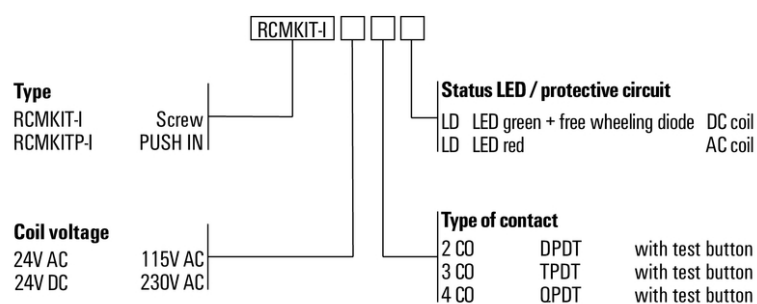 RCMKIT-I
Type
RCMKIT-I Screw
RCMKITP-I PUSH IN
Status LED / protective circuit
LD LED green + free wheeling diode DC coil
LD LED red AC coil
Coil voltage
24V AC 115V AC
24V DC 230V AC
Type of contact
2 CO DPDT with test button
3 CO TPDT with test button
4 CO QPDT with test button